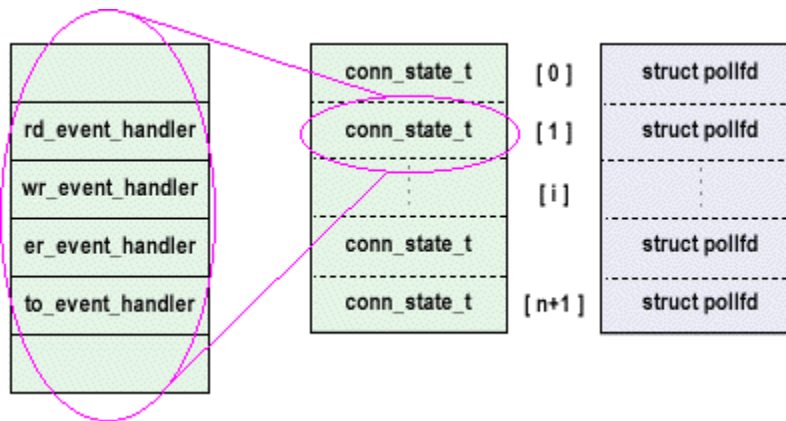 conn_state_t [ 0 ] struct pollfd
rd_event_handler conn_state_t [ 1 ] struct pollfd
wr_event_handler [ i ]
er_event_handler conn_state_t struct pollfd
to_event_handler conn_state_t [ n+1 ] struct pollfd